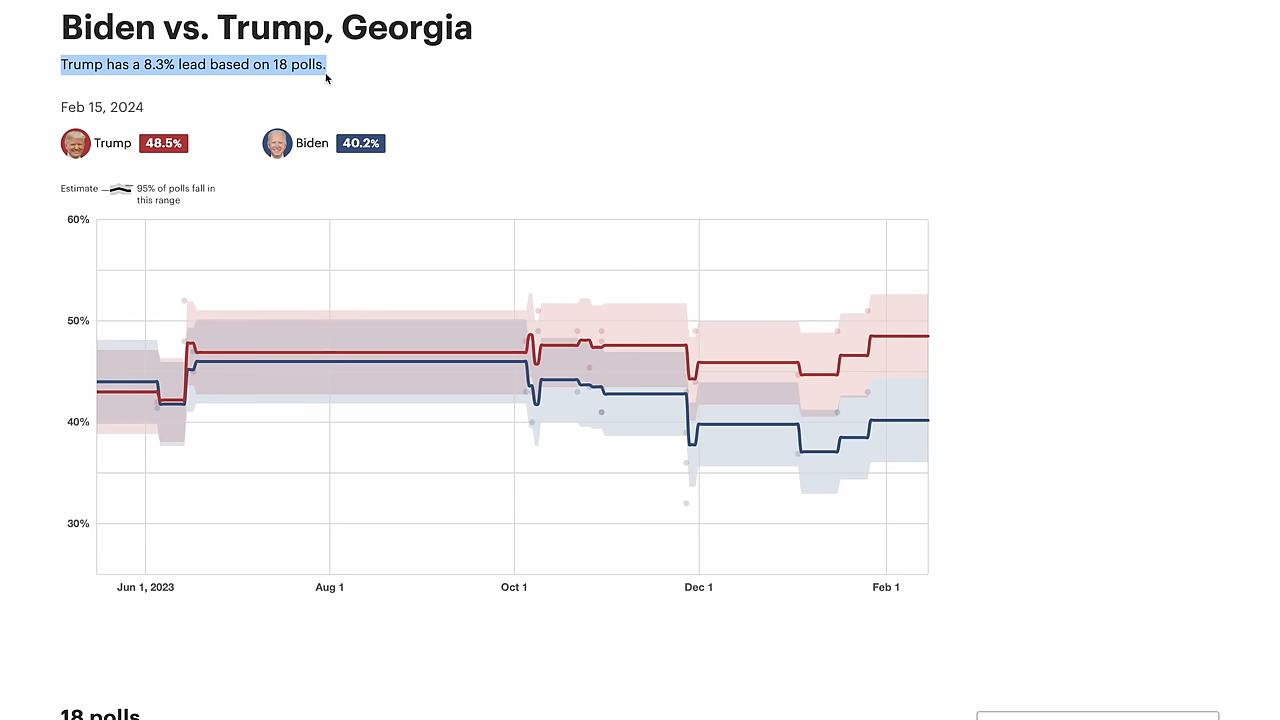 Biden vs. Trump, Georgia
Trump has a 8.3% lead based on 18 polls.
Feb 15, 2024
Trump 48.5% Biden 40.2%
Estimate 95% of polls fall in
this range
60%
50%
40%
30%
Jun 1, 2023 Aug 1 Oct 1 Dec 1 Feb 1
18 polls